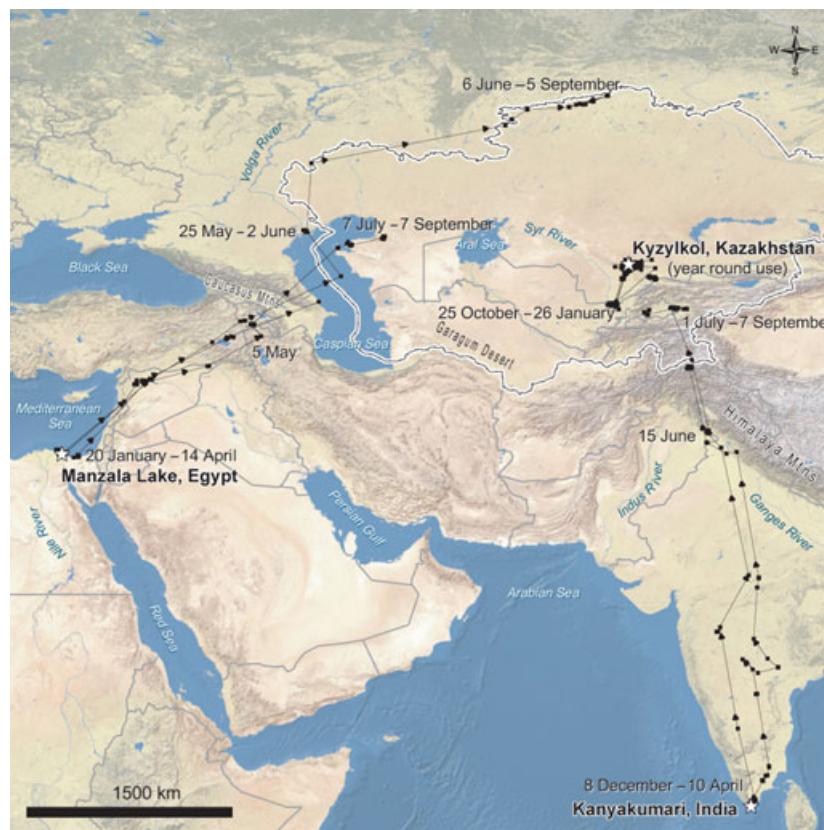 N
W E
S
6 June – 5 September
Volga River
25 May – 2 June
7 July – 7 September
Syr River
Aral Sea
Kyzylkol, Kazakhstan
(year round use)
Black Sea
Caucasus Mtns
25 October – 26 January
1 July – 7 September
Garagum Desert
5 May
Caspian Sea
Mediterranean
Sea
Himalaya Mtns
15 June
20 January – 14 April
Manzala Lake, Egypt
Indus River
Ganges River
Persian Gulf
Nile River
Arabian Sea
Red Sea
1500 km
8 December – 10 April
Kanyakumari, India